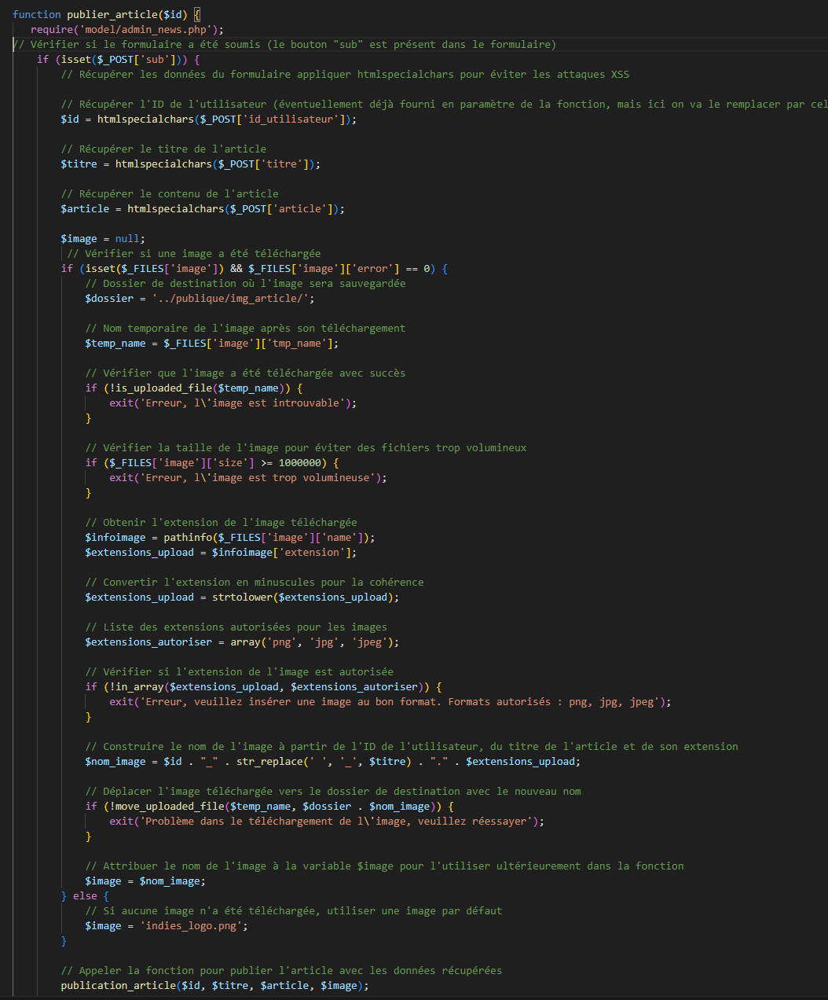 function publier_article($id) {
require('model/admin_news.php');
// Vérifier si le formulaire a été soumis (le bouton "sub" est présent dans le formulaire)
if (isset($_POST['sub'])) {
// Récupérer les données du formulaire appliquer htmlspecialchars pour éviter les attaques XSS
// Récupérer l'ID de l'utilisateur (éventuellement déjà fourni en paramètre de la fonction, mais ici on va le remplacer par cel
$id = htmlspecialchars($_POST['id_utilisateur']);
// Récupérer le titre de l'article
$titre = htmlspecialchars($_POST['titre']);
// Récupérer le contenu de l'article
$article = htmlspecialchars($_POST['article']);
$image = null;
// Vérifier si une image a été téléchargée
if (isset($_FILES['image']) && $_FILES['image']['error'] == 0) {
// Dossier de destination où l'image sera sauvegardée
$dossier = '../publique/img_article/';
// Nom temporaire de l'image après son téléchargement
$temp_name = $_FILES['image']['tmp_name'];
// Vérifier que l'image a été téléchargée avec succès
if (!is_uploaded_file($temp_name)) {
exit('Erreur, l\'image est introuvable');
}
// Vérifier la taille de l'image pour éviter des fichiers trop volumineux
if ($_FILES['image']['size'] >= 1000000) {
exit('Erreur, l\'image est trop volumineuse');
}
// Obtenir l'extension de l'image téléchargée
$infoimage = pathinfo($_FILES['image']['name']);
$extensions_upload = $infoimage['extension'];
// Convertir l'extension en minuscules pour la cohérence
$extensions_upload = strtolower($extensions_upload);
// Liste des extensions autorisées pour les images
$extensions_autoriser = array('png', 'jpg', 'jpeg');
// Vérifier si l'extension de l'image est autorisée
if (!in_array($extensions_upload, $extensions_autoriser)) {
exit('Erreur, veuillez insérer une image au bon format. Formats autorisés : png, jpg, jpeg');
}
// Construire le nom de l'image à partir de l'ID de l'utilisateur, du titre de l'article et de son extension
$nom_image = $id . "_" . str_replace(' ', '_', $titre) . "." . $extensions_upload;
// Déplacer l'image téléchargée vers le dossier de destination avec le nouveau nom
if (!move_uploaded_file($temp_name, $dossier . $nom_image)) {
exit('Problème dans le téléchargement de l\'image, veuillez réessayer');
}
// Attribuer le nom de l'image à la variable $image pour l'utiliser ultérieurement dans la fonction
$image = $nom_image;
} else {
// Si aucune image n'a été téléchargée, utiliser une image par défaut
$image = 'indies_logo.png';
}
// Appeler la fonction pour publier l'article avec les données récupérées
publication_article($id, $titre, $article, $image);